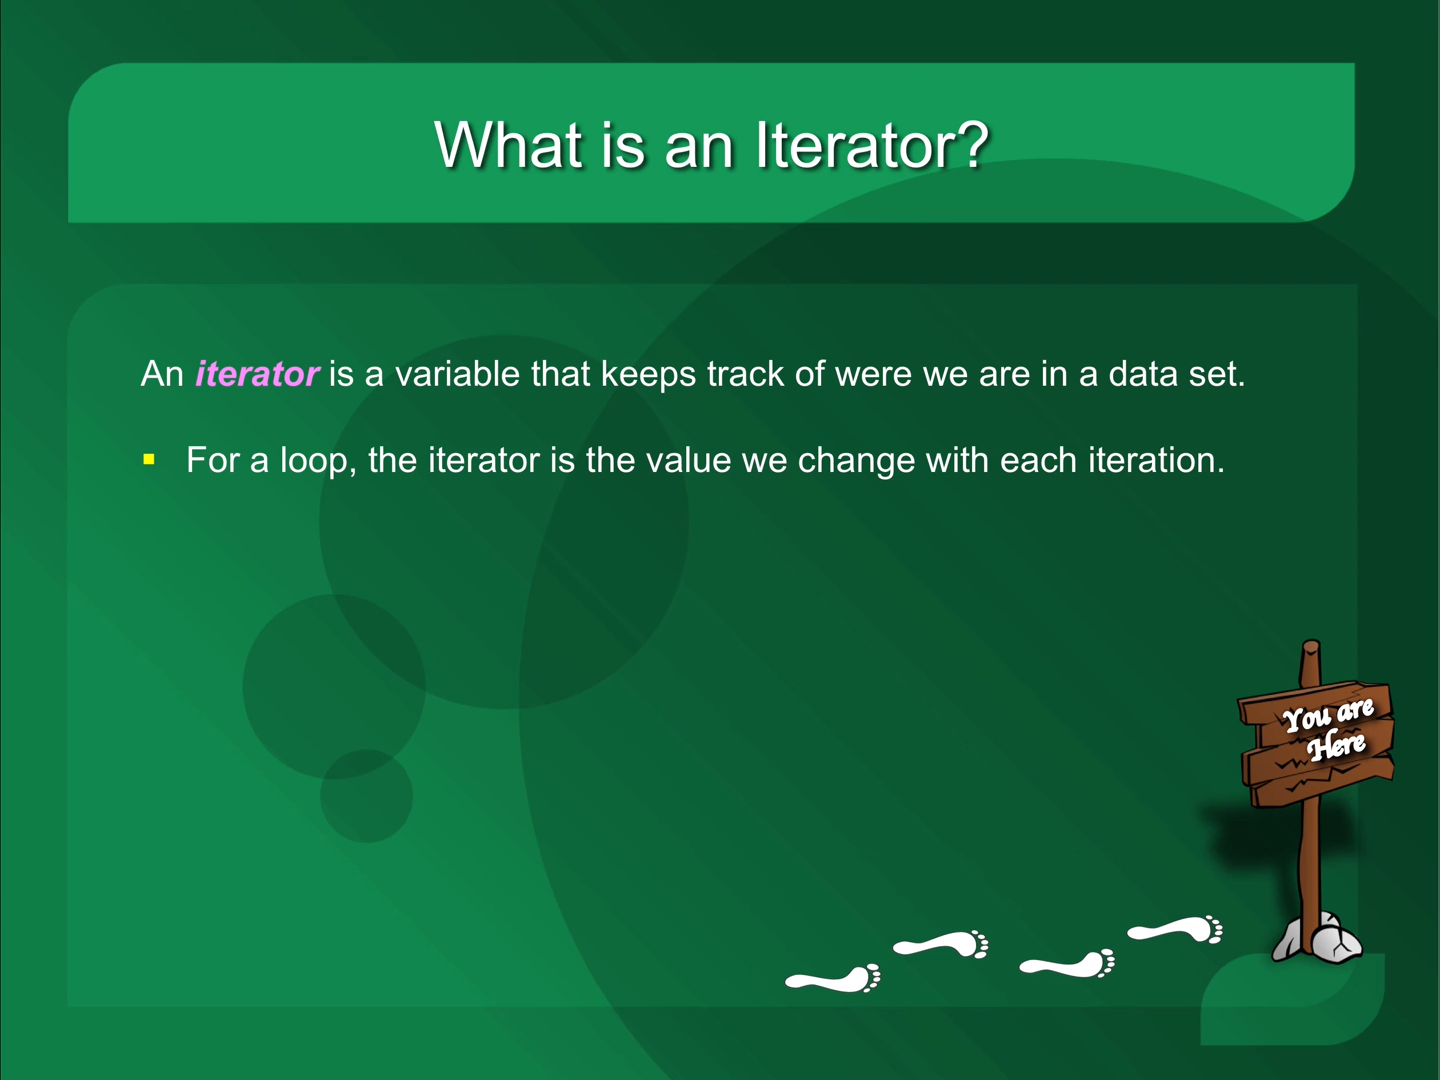 What is an Iterator?
An iterator is a variable that keeps track of were we are in a data set.
▪ For a loop, the iterator is the value we change with each iteration.
You are
Here